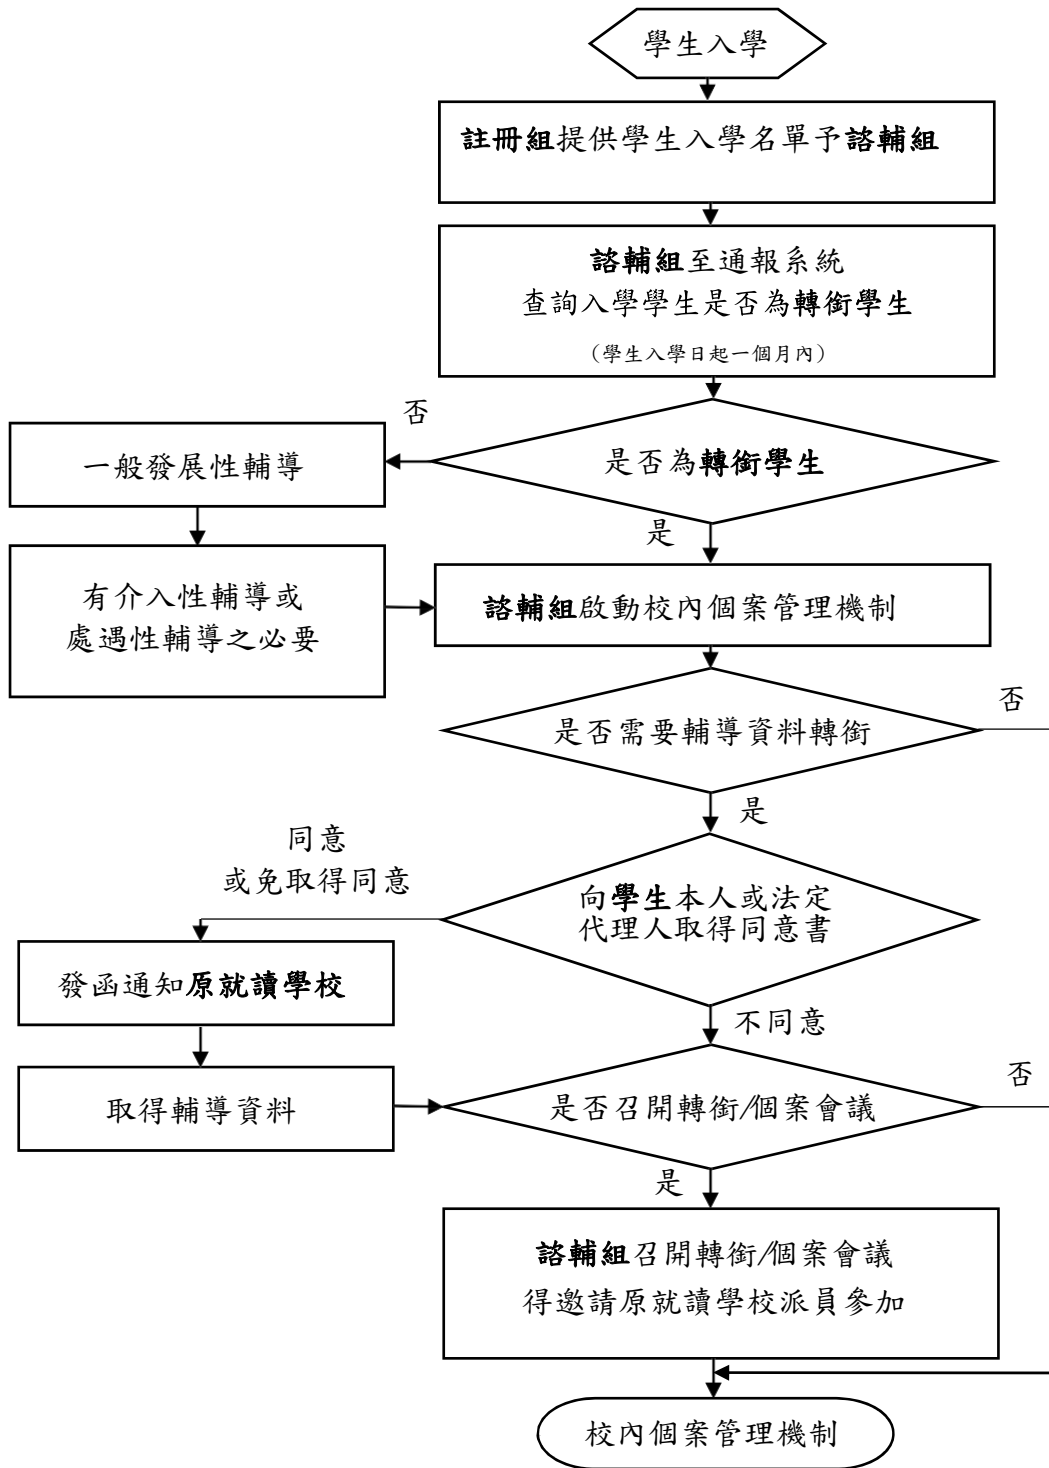 學生入學
註冊組提供學生入學名單予諮輔組
諮輔組至通報系統
查詢入學學生是否為轉銜學生
（學生入學日起一個月內）
否
一般發展性輔導
是否為轉銜學生
是
有介入性輔導或
處遇性輔導之必要
諮輔組啟動校內個案管理機制
否
是否需要輔導資料轉銜
是
同意
或免取得同意
向學生本人或法定
代理人取得同意書
發函通知原就讀學校
不同意
否
取得輔導資料
是否召開轉銜/個案會議
是
諮輔組召開轉銜/個案會議
得邀請原就讀學校派員參加
校內個案管理機制